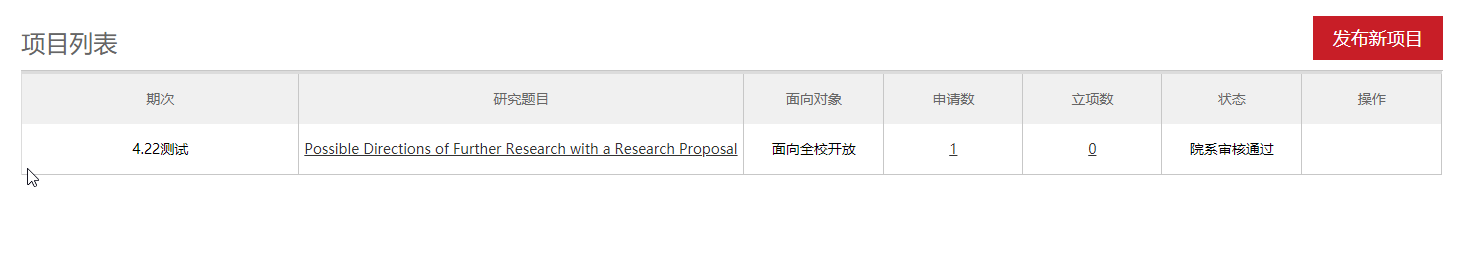 项目列表
发布新项目
期次 研究题目 面向对象 申请数 立项数 状态 操作
4.22测试 Possible Directions of Further Research with a Research Proposal 面向全校开放 1 0 院系审核通过